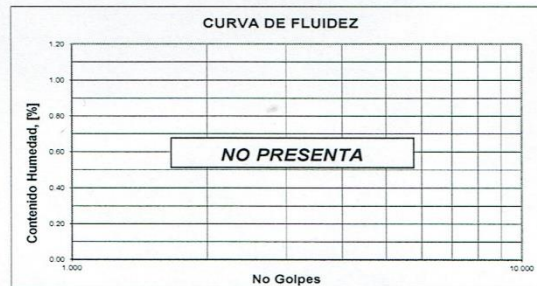 CURVA DE FLUIDEZ
Contenido Humedad, [%]
1.20
1.00
0.80
0.60
0.40
0.20
0.00
NO PRESENTA
1.000
10.000
No Golpes